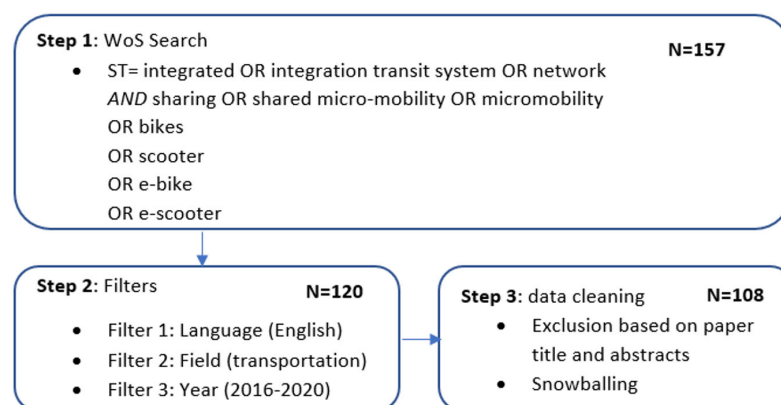 Step 1: WoS Search
N=157
• ST= integrated OR integration transit system OR network
AND sharing OR shared micro-mobility OR micromobility
OR bikes
OR scooter
OR e-bike
OR e-scooter
Step 2: Filters
N=120
• Filter 1: Language (English)
• Filter 2: Field (transportation)
• Filter 3: Year (2016-2020)
Step 3: data cleaning
N=108
• Exclusion based on paper
title and abstracts
• Snowballing